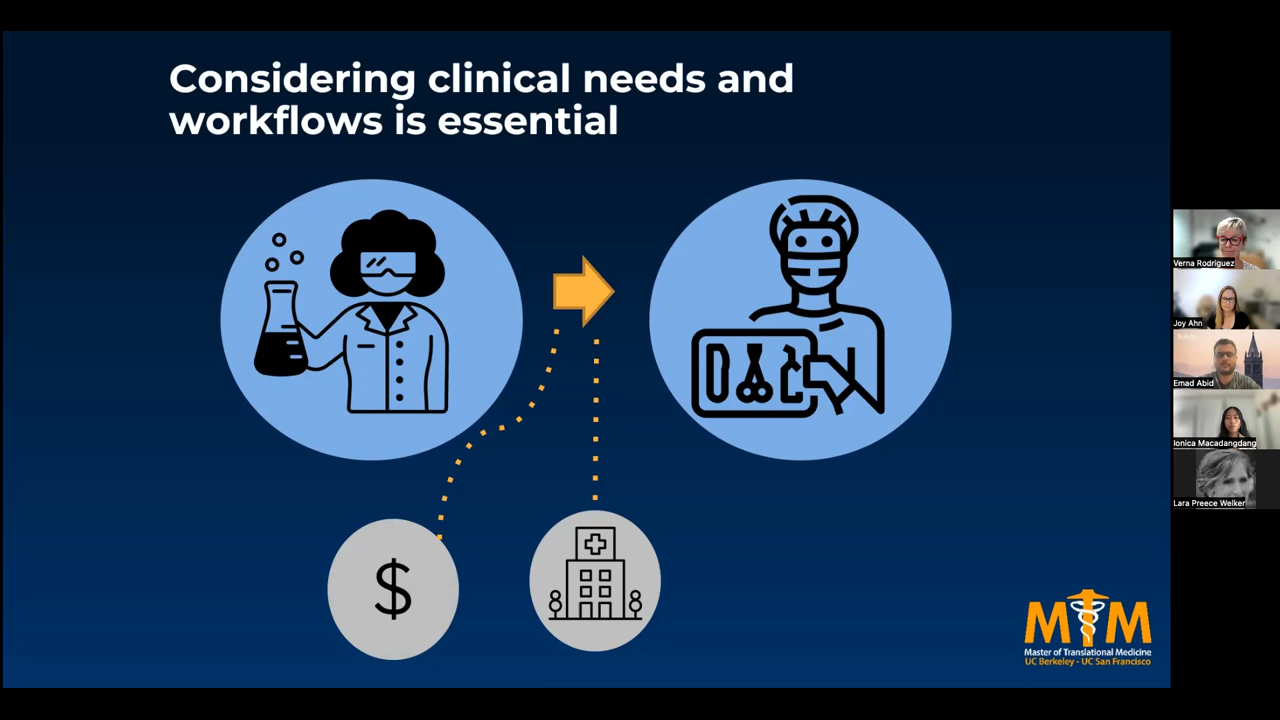 Considering clinical needs and
workflows is essential
$
MTM
Master of Translational Medicine
UC Berkeley - UC San Francisco
Verna Rodriguez
Joy Ahn
Emad Abid
Ionica Macadangdang
Lara Preece Welker